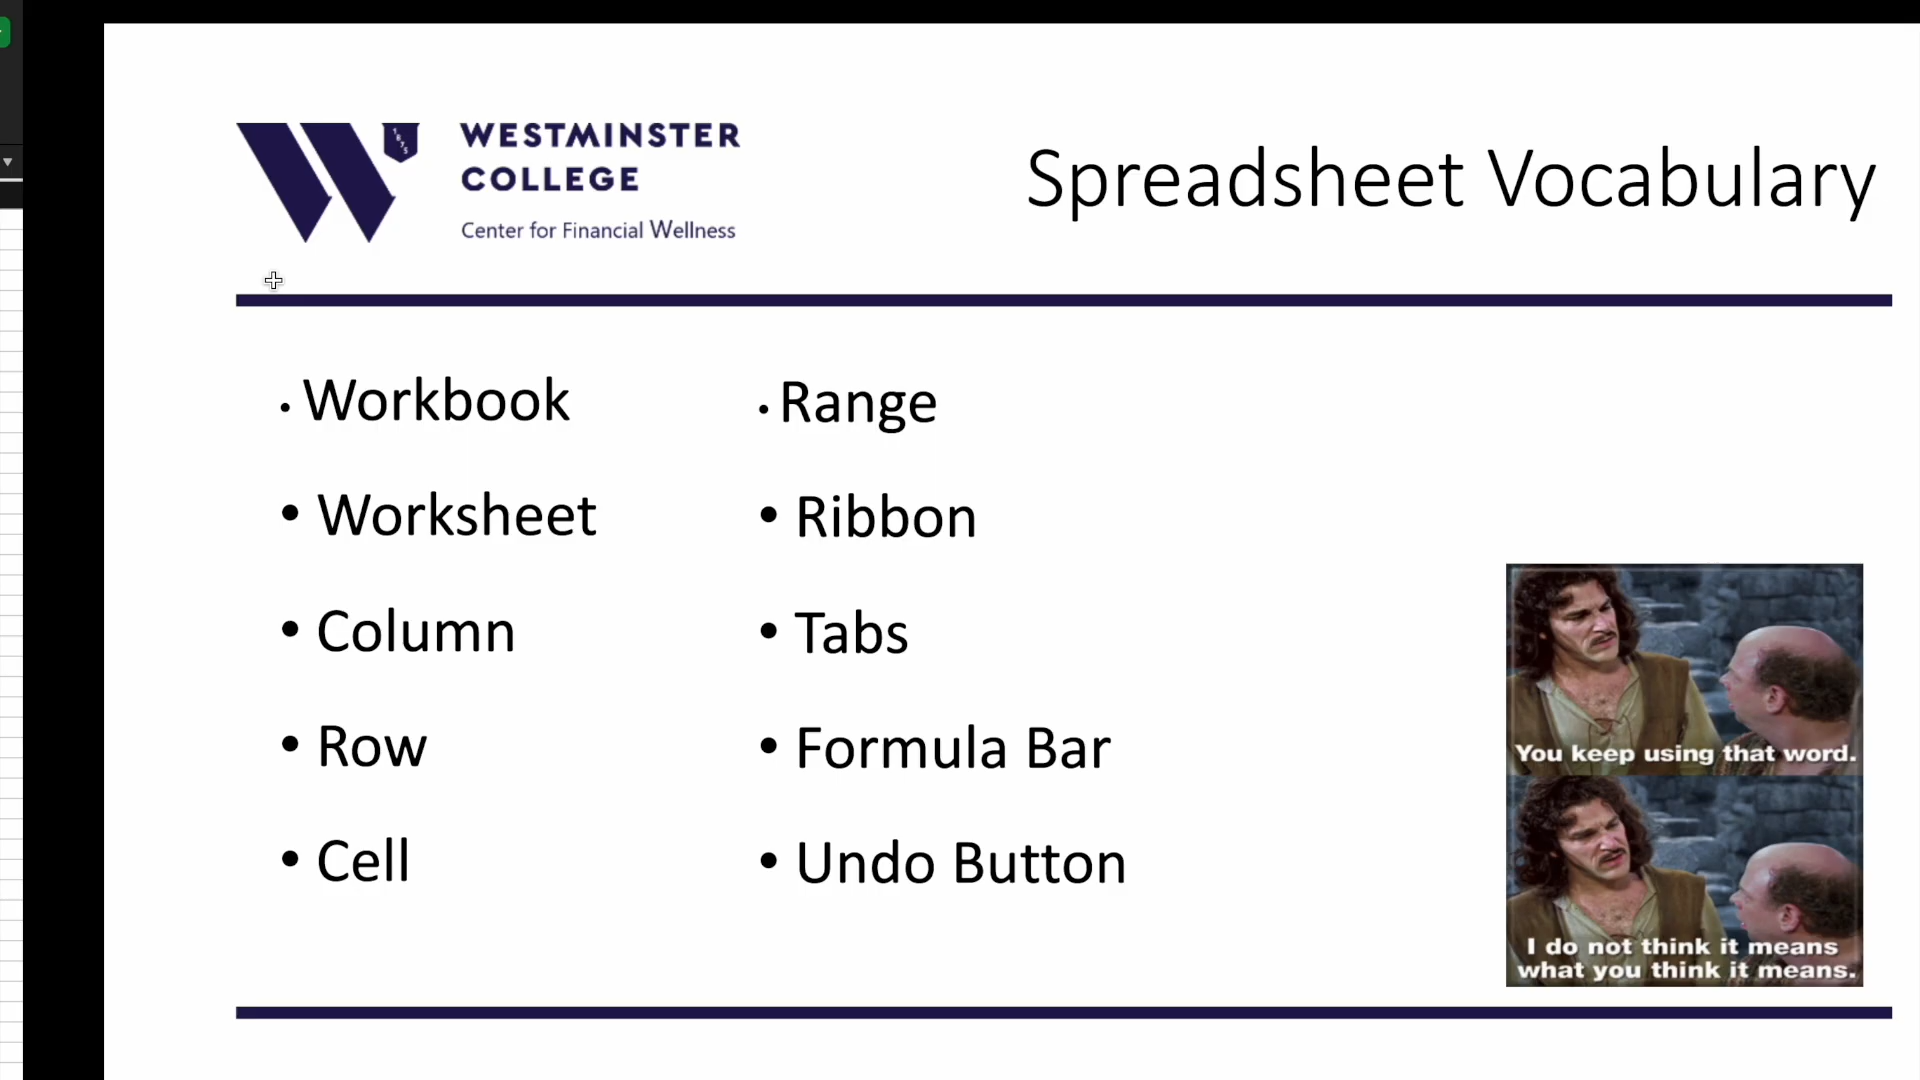 WESTMINSTER
COLLEGE
Center for Financial Wellness
1875
Spreadsheet Vocabulary
• Workbook
• Worksheet
• Column
• Row
• Cell
• Range
• Ribbon
• Tabs
• Formula Bar
• Undo Button
You keep using that word.
I do not think it means
what you think it means.